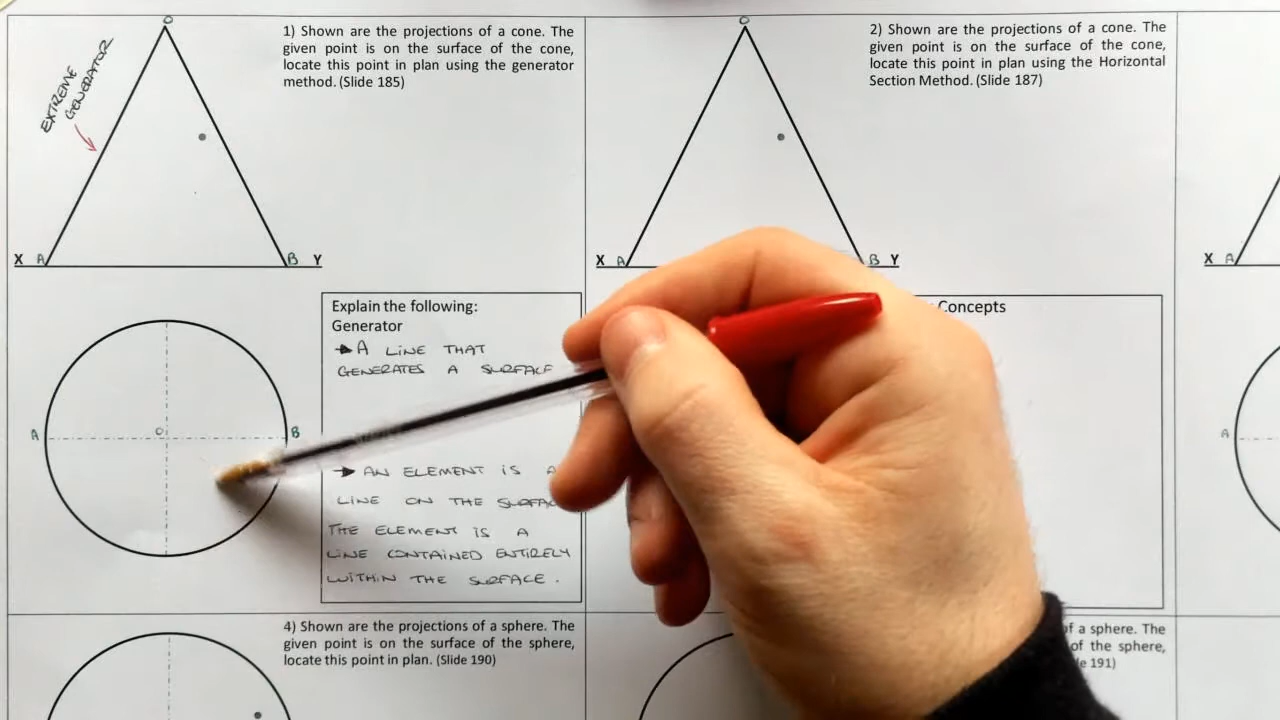 O
1) Shown are the projections of a cone. The
given point is on the surface of the cone,
locate this point in plan using the generator
method. (Slide 185)
EXTREME
GENERATOR
X A B Y
Explain the following:
Generator
→ A LINE THAT
GENERATES A SURFACE
→ AN ELEMENT IS A
LINE ON THE
THE ELEMENT IS A
LINE CONTAINED ENTIRELY
WITHIN THE SURFACE.
A O B
O
2) Shown are the projections of a cone. The
given point is on the surface of the cone,
locate this point in plan using the Horizontal
Section Method. (Slide 187)
X A B Y
Concepts
X A
A
4) Shown are the projections of a sphere. The
given point is on the surface of the sphere,
locate this point in plan. (Slide 190)
of a sphere. The
of the sphere,
191)